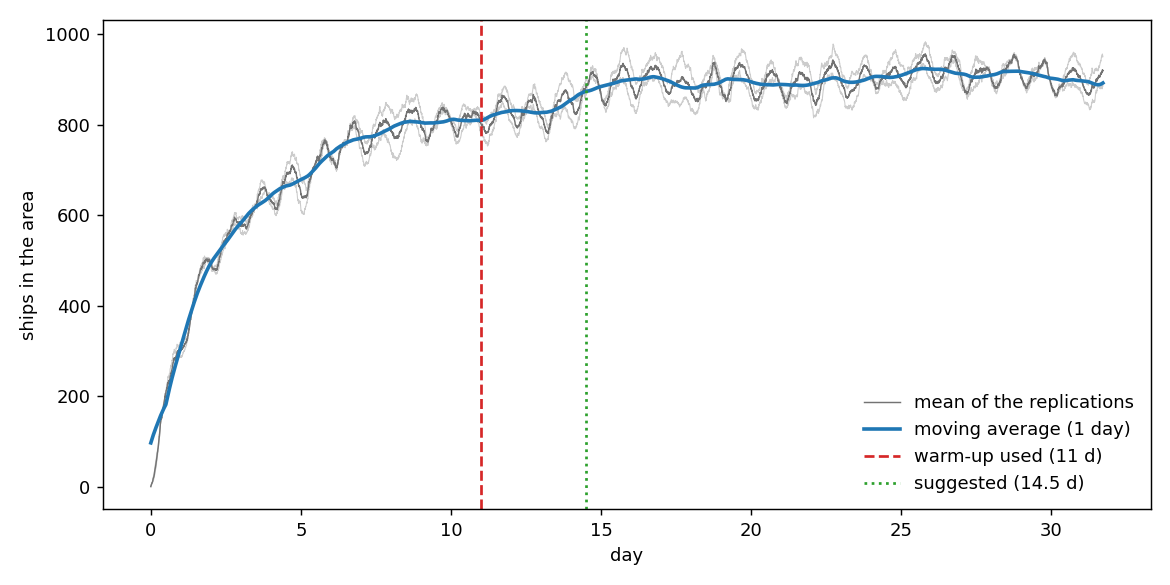 1000
800
600
400
200
0
ships in the area
0 5 10 15 20 25 30
day
mean of the replications
moving average (1 day)
warm-up used (11 d)
suggested (14.5 d)